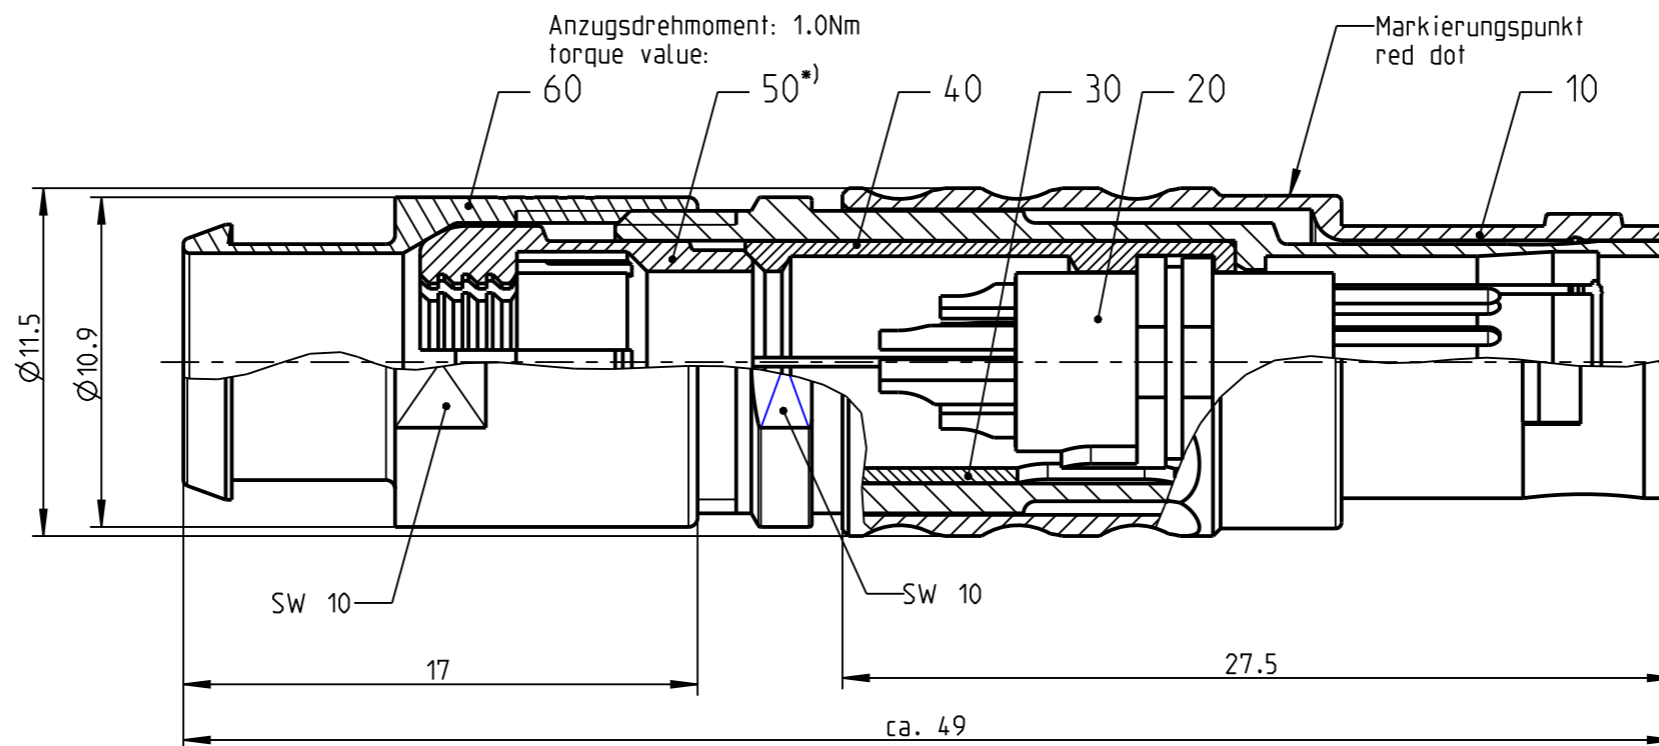 Anzugsdrehmoment: 1.0Nm
torque value:
Markierungspunkt
red dot
60
50*)
40
30
20
10
Ø11.5
Ø10.9
SW 10
SW 10
17
27.5
ca. 49